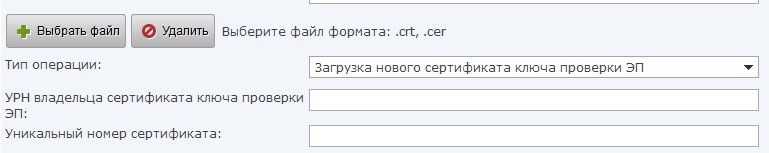 Выбрать файл Удалить Выберите файл формата: .crt, .cer
Тип операции: Загрузка нового сертификата ключа проверки ЭП
УРН владельца сертификата ключа проверки
ЭП:
Уникальный номер сертификата: